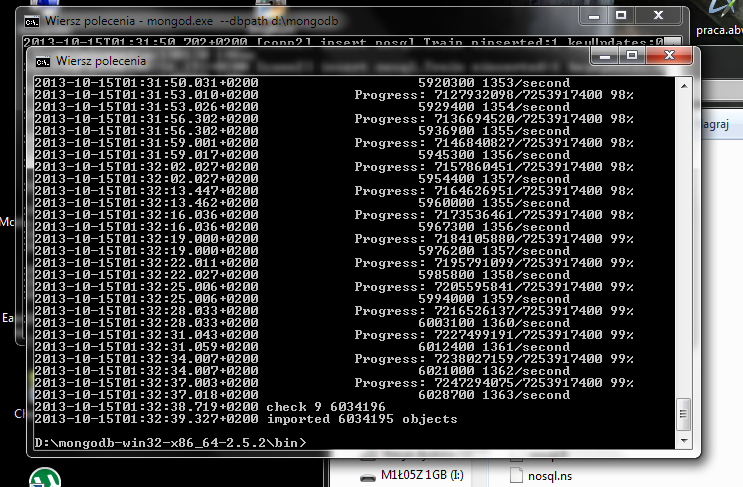 Wiersz polecenia - mongod.exe --dbpath d:\mongodb
praca.abw
2013-10-15T01:31:50.702+0200 [conn2] insert nosql.Train ninserted:1 keyUpdates:0
Wiersz polecenia
2013-10-15T01:31:50.031+0200 5920300 1353/second
2013-10-15T01:31:53.010+0200 Progress: 7127932098/7253917400 98%
2013-10-15T01:31:53.026+0200 5929400 1354/second
2013-10-15T01:31:56.302+0200 Progress: 7136694520/7253917400 98%
2013-10-15T01:31:56.302+0200 5936900 1355/second
2013-10-15T01:31:59.001+0200 Progress: 7146840827/7253917400 98%
2013-10-15T01:31:59.017+0200 5945300 1356/second
2013-10-15T01:32:02.027+0200 Progress: 7157860451/7253917400 98%
2013-10-15T01:32:02.027+0200 5954400 1357/second
2013-10-15T01:32:13.447+0200 Progress: 7164626951/7253917400 98%
2013-10-15T01:32:13.462+0200 5960000 1355/second
2013-10-15T01:32:16.036+0200 Progress: 7173536461/7253917400 98%
2013-10-15T01:32:16.036+0200 5967300 1356/second
2013-10-15T01:32:19.000+0200 Progress: 7184105880/7253917400 99%
2013-10-15T01:32:19.000+0200 5976200 1357/second
2013-10-15T01:32:22.011+0200 Progress: 7195791099/7253917400 99%
2013-10-15T01:32:22.027+0200 5985800 1358/second
2013-10-15T01:32:25.006+0200 Progress: 7205595841/7253917400 99%
2013-10-15T01:32:25.006+0200 5994000 1359/second
2013-10-15T01:32:28.033+0200 Progress: 7216526137/7253917400 99%
2013-10-15T01:32:28.033+0200 6003100 1360/second
2013-10-15T01:32:31.043+0200 Progress: 7227499191/7253917400 99%
2013-10-15T01:32:31.059+0200 6012400 1361/second
2013-10-15T01:32:34.007+0200 Progress: 7238027159/7253917400 99%
2013-10-15T01:32:34.007+0200 6021000 1362/second
2013-10-15T01:32:37.003+0200 Progress: 7247294075/7253917400 99%
2013-10-15T01:32:37.018+0200 6028700 1363/second
2013-10-15T01:32:38.719+0200 check 9 6034196
2013-10-15T01:32:39.327+0200 imported 6034195 objects
D:\mongodb-win32-x86_64-2.5.2\bin>
agraj
M1Ł05Z 1GB (I:)
nosql.ns